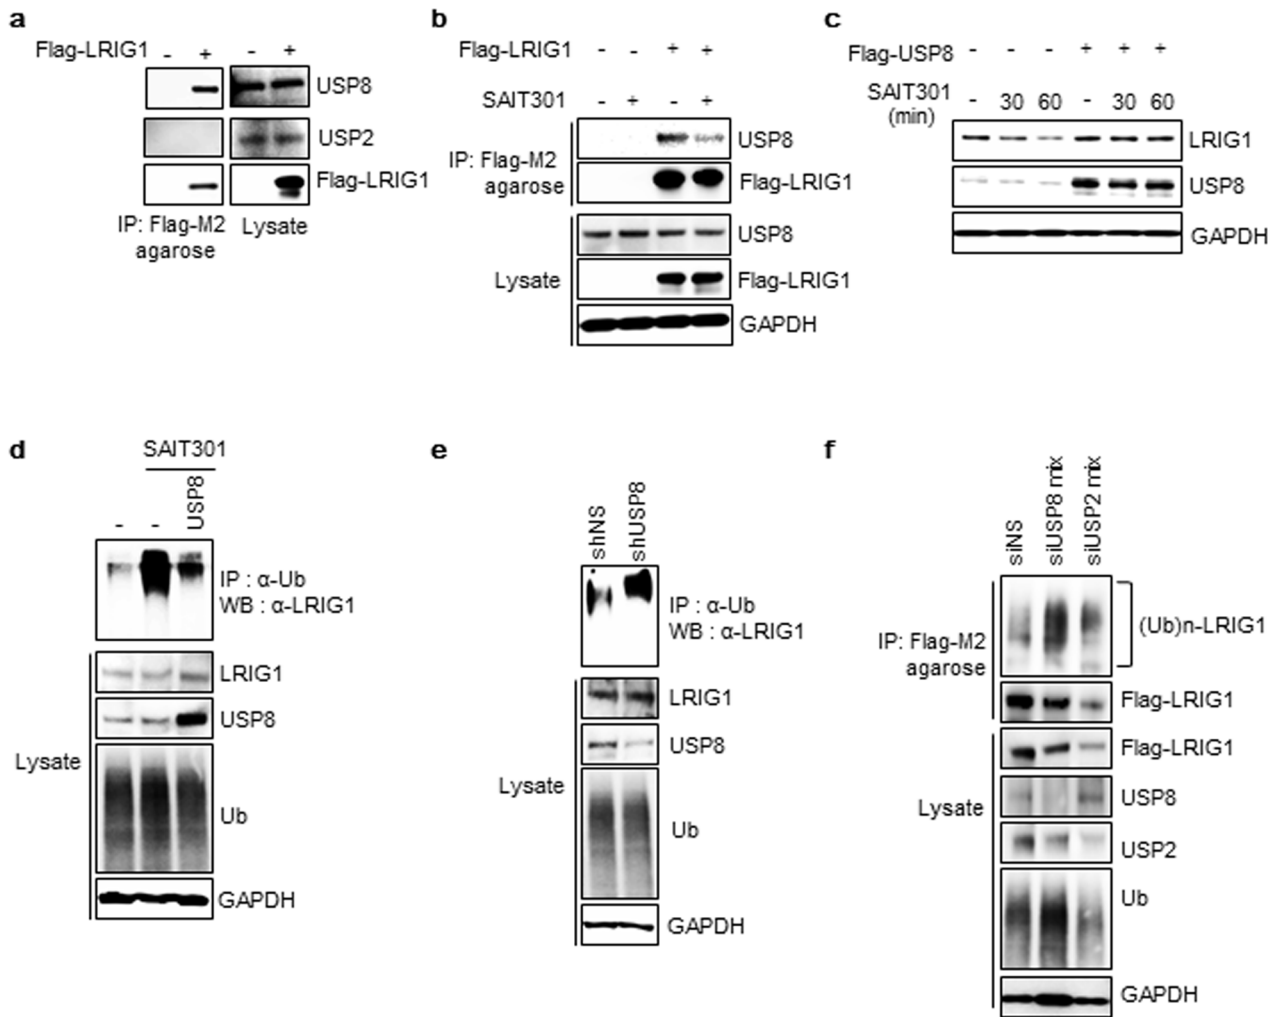 a
Flag-LRIG1 - +  - +
USP8
USP2
Flag-LRIG1
IP: Flag-M2
agarose
Lysate
b
Flag-LRIG1 - - + +
SAIT301 - + - +
IP: Flag-M2
agarose
USP8
Flag-LRIG1
Lysate
USP8
Flag-LRIG1
GAPDH
c
Flag-USP8 - - - + + +
SAIT301 - 30 60 - 30 60
(min)
LRIG1
USP8
GAPDH
d
SAIT301
- - USP8
IP : α-Ub
WB : α-LRIG1
LRIG1
USP8
Lysate
Ub
GAPDH
e
shNS shUSP8
IP : α-Ub
WB : α-LRIG1
LRIG1
USP8
Lysate
Ub
GAPDH
f
siNS siUSP8 mix siUSP2 mix
IP: Flag-M2
agarose
(Ub)n-LRIG1
Flag-LRIG1
Flag-LRIG1
Lysate
USP8
USP2
Ub
GAPDH